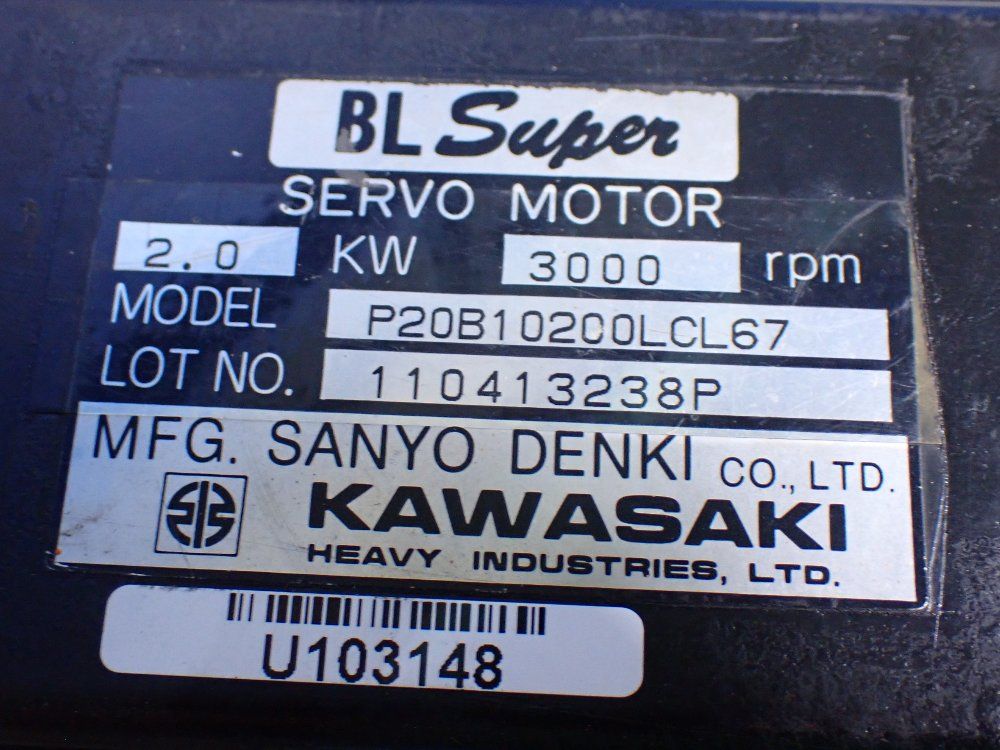 BL Super
SERVO MOTOR
2.0 KW 3000 rpm
MODEL P20B10200LCL67
LOT NO. 110413238P
MFG. SANYO DENKI CO., LTD.
KAWASAKI
HEAVY INDUSTRIES, LTD.
U103148